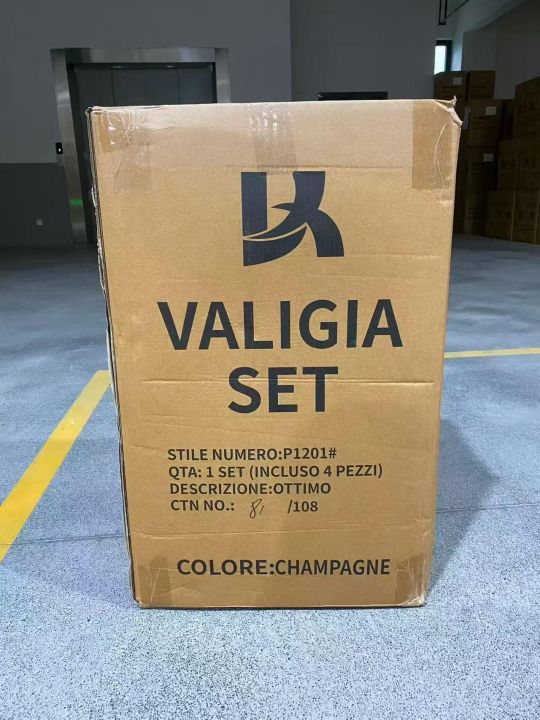 VALIGIA
SET
STILE NUMERO:P1201#
QTA: 1 SET (INCLUSO 4 PEZZI)
DESCRIZIONE:OTTIMO
CTN NO.: 81 /108
COLORE:CHAMPAGNE